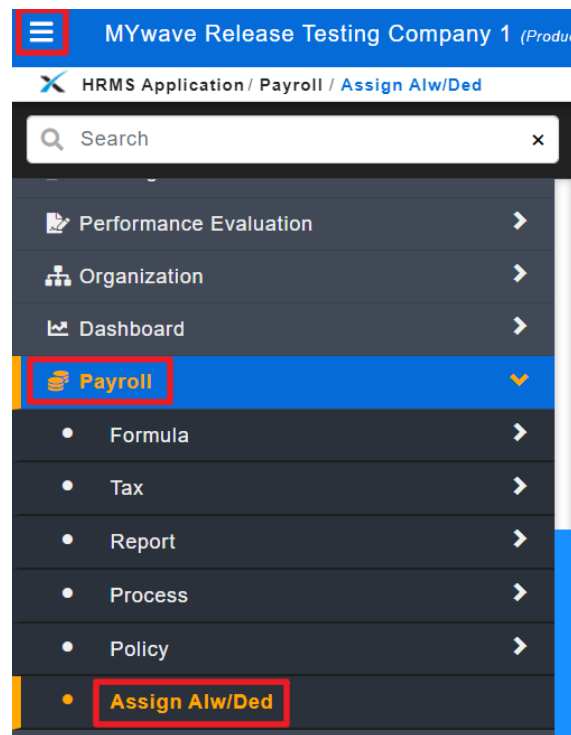 MYwave Release Testing Company 1
HRMS Application / Payroll / Assign Alw/Ded
Search
Performance Evaluation
Organization
Dashboard
Payroll
Formula
Tax
Report
Process
Policy
Assign Alw/Ded